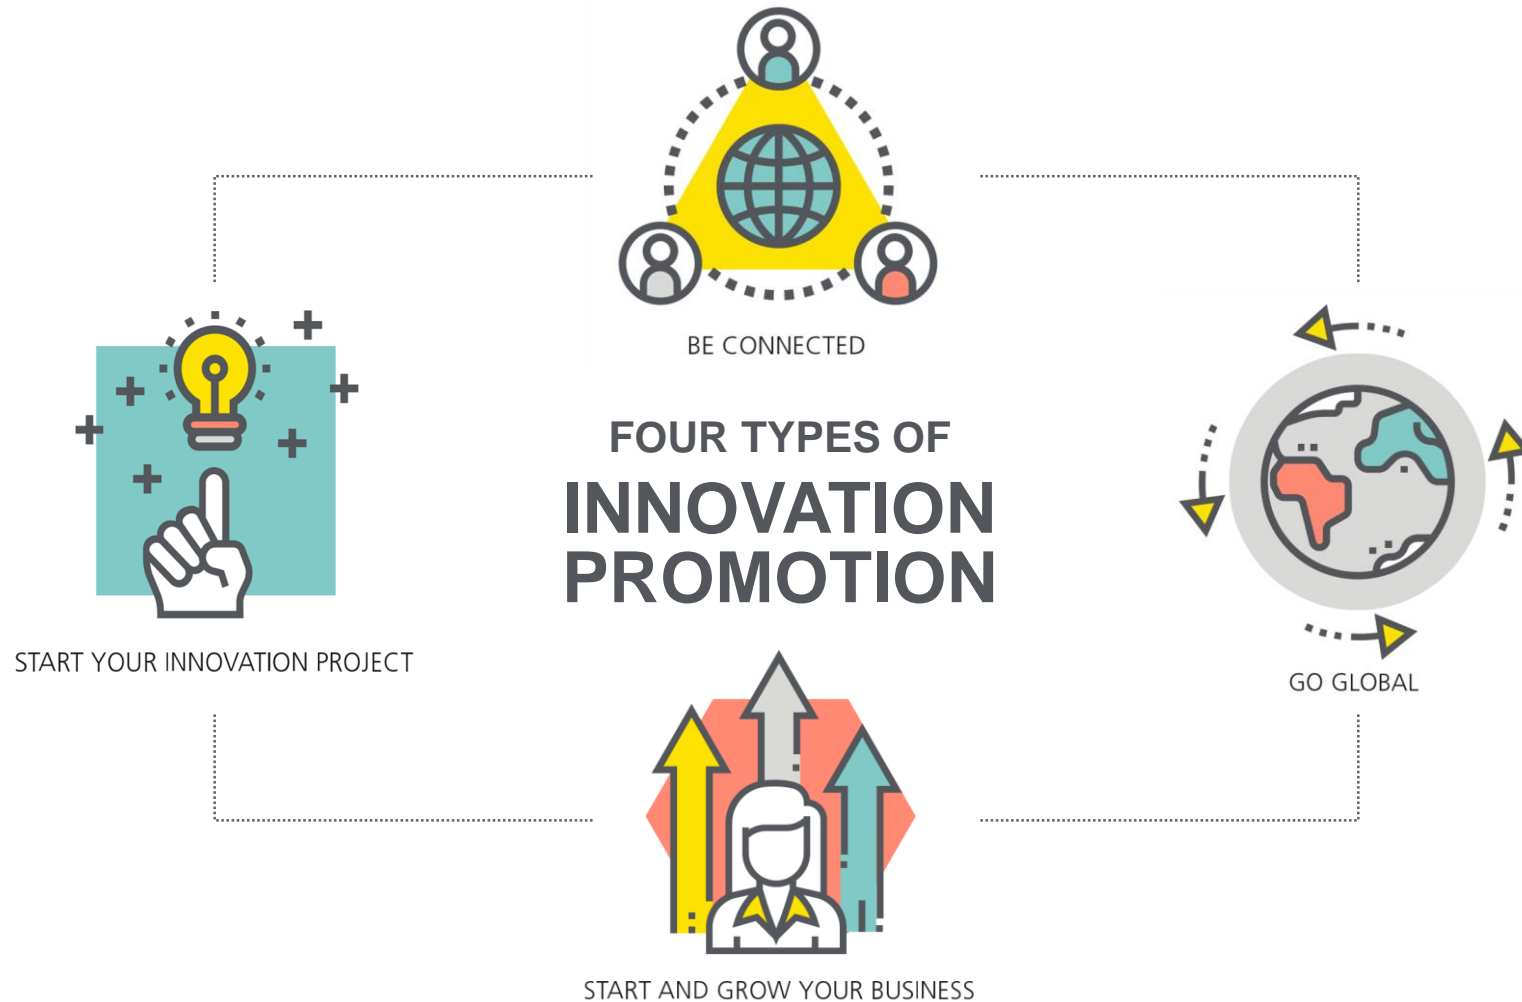 BE CONNECTED
FOUR TYPES OF
INNOVATION
PROMOTION
START YOUR INNOVATION PROJECT
GO GLOBAL
START AND GROW YOUR BUSINESS